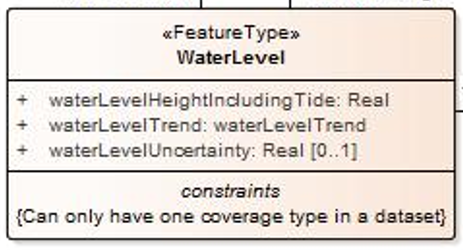 «FeatureType»
WaterLevel
+ waterLevelHeightIncludingTide: Real
+ waterLevelTrend: waterLevelTrend
+ waterLevelUncertainty: Real [0..1]
constraints
{Can only have one coverage type in a dataset}